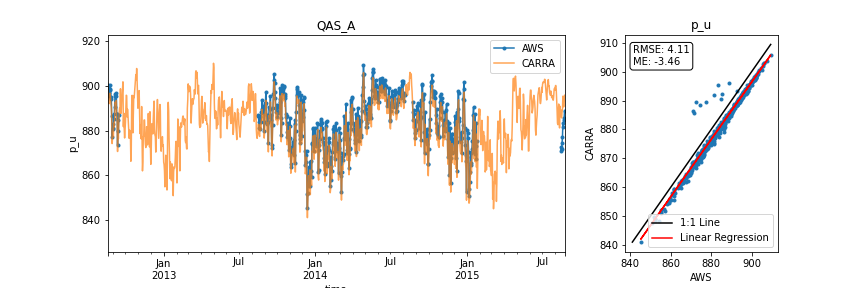 QAS_A
p_u
920
900
880
860
840
p_u
AWS
CARRA
Jan
2013
Jul
Jan
2014
Jul
Jan
2015
Jul
time
910
900
890
880
870
860
850
840
CARRA
RMSE: 4.11
ME: -3.46
1:1 Line
Linear Regression
840
860
880
900
AWS